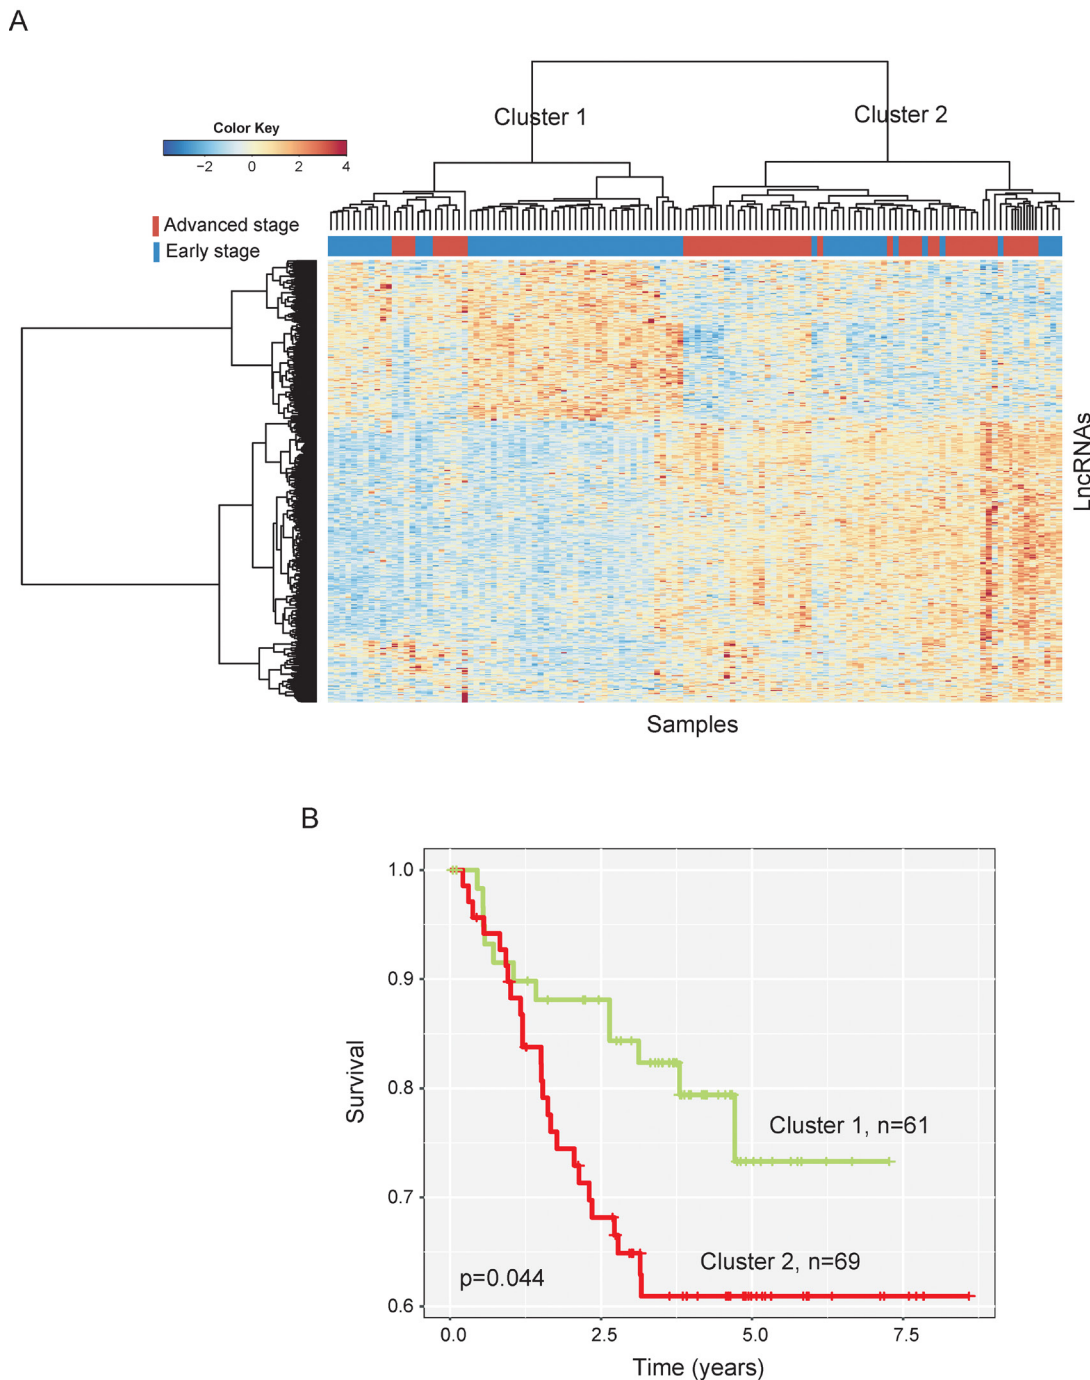 A
Cluster 1
Cluster 2
Color Key
−2 0 2 4
Advanced stage
Early stage
LncRNAs
Samples
B
1.0
0.9
0.8
0.7
0.6
Survival
Cluster 1, n=61
Cluster 2, n=69
p=0.044
0.0 2.5 5.0 7.5
Time (years)